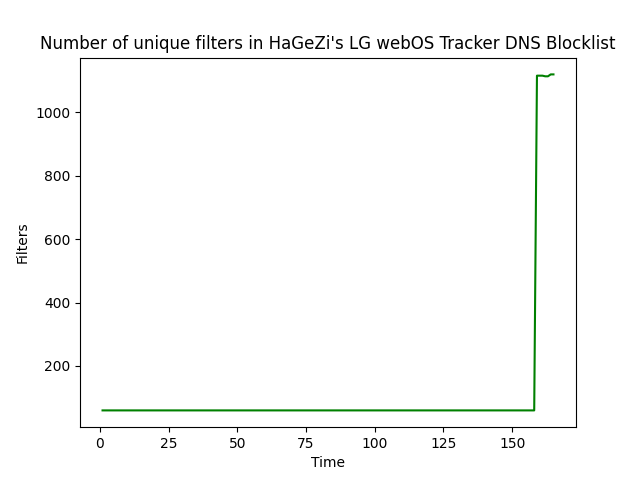 Number of unique filters in HaGeZi's LG webOS Tracker DNS Blocklist
1000
800
600
400
200
Filters
0 25 50 75 100 125 150
Time